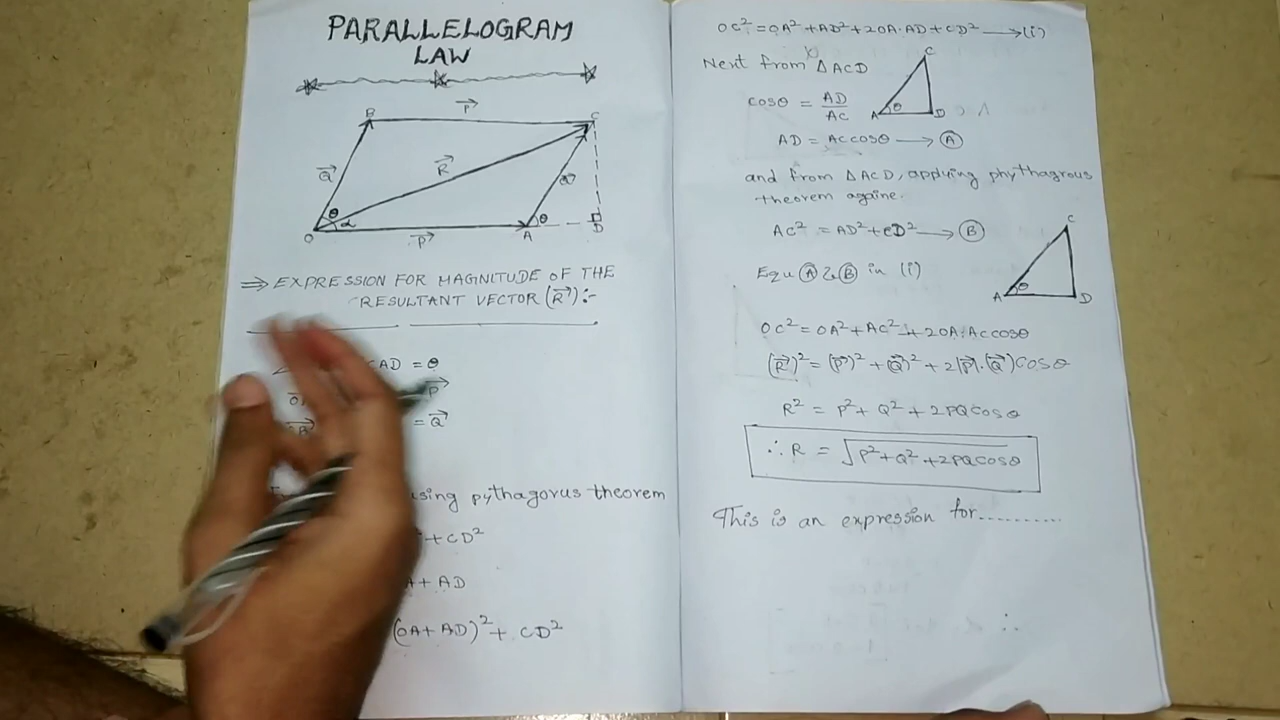 PARALLELOGRAM
LAW
B
P
C
Q
R
Q
θ
α
θ
O
P
A
D
⇒ EXPRESSION FOR MAGNITUDE OF THE
RESULTANT VECTOR (R⃗):-
CAD = θ
P⃗
= Q⃗
using pythagorus theorem
+ CD²
A + AD
(OA + AD)² + CD²
OC² = OA² + AD² + 2OA·AD + CD² ⟶ (i)
Next from △ACD
cosθ = AD/AC
AD = AC cosθ ⟶ Ⓐ
C
A
θ
D
and from △ACD, applying phythagrous
theorem againe.
AC² = AD² + CD² ⟶ Ⓑ
Equ Ⓐ & Ⓑ in (i)
C
A
θ
D
OC² = OA² + AC² + 2OA·AC cosθ
(R⃗)² = (P⃗)² + (Q⃗)² + 2(P⃗)·(Q⃗) cosθ
R² = P² + Q² + 2PQ cosθ
∴ R = √P² + Q² + 2PQ cosθ
This is an expression for..........
∴